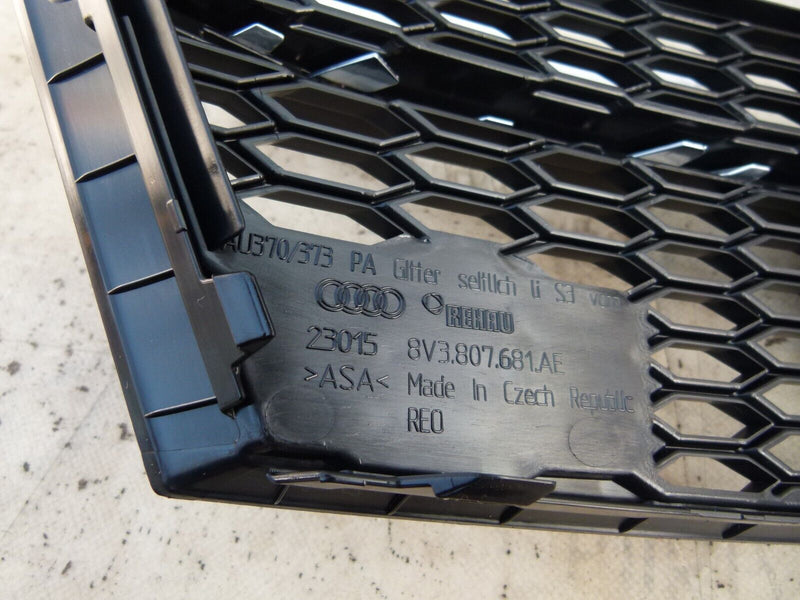 AU370/373 PA Gitter seitlich li S3 vorn
REHAU
23015 8V3.807.681.AE
>ASA< Made in Czech Republic
REO